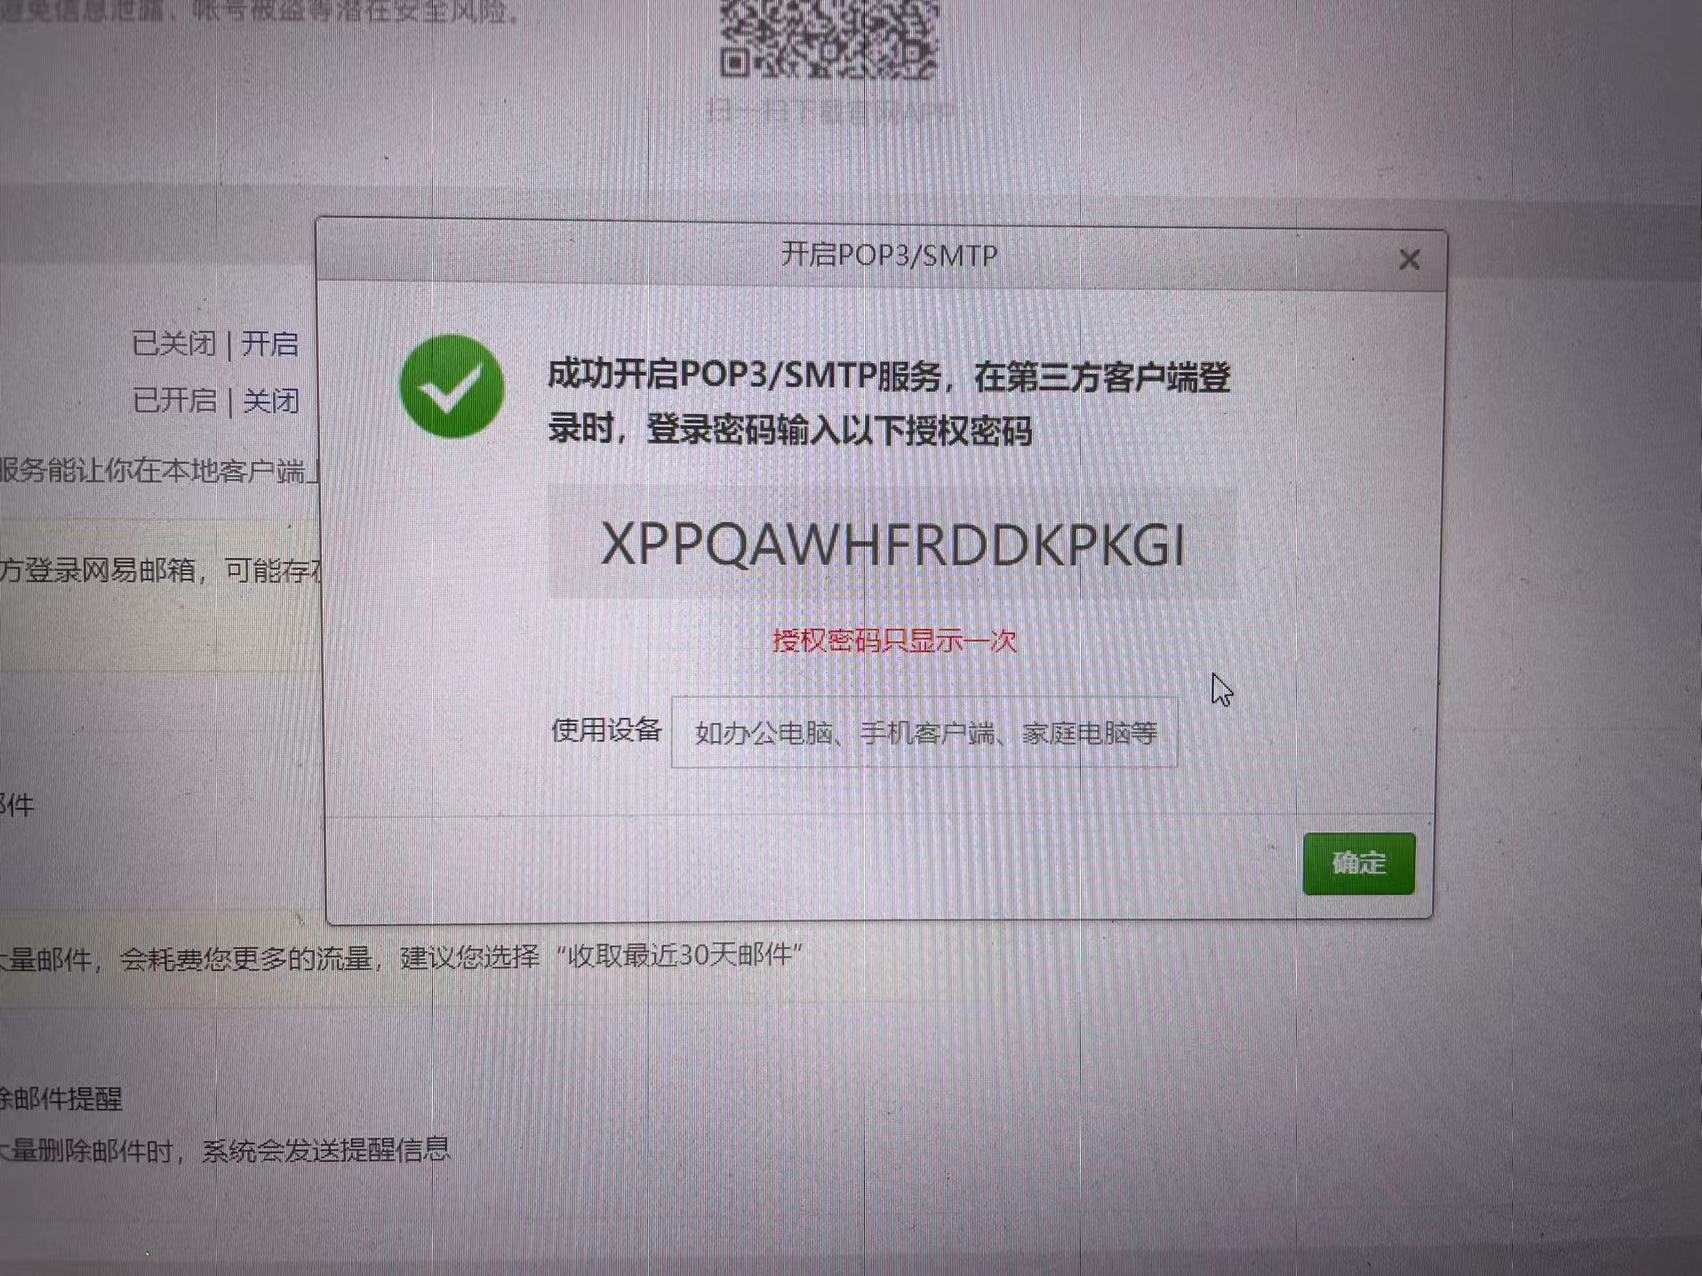 避免信息泄露、帐号被盗等潜在安全风险。
扫一扫下载官网APP
开启POP3/SMTP
已关闭 | 开启
已开启 | 关闭
成功开启POP3/SMTP服务，在第三方客户端登
录时，登录密码输入以下授权密码
服务能让你在本地客户端上
XPPQAWHFRDDKPKGI
方登录网易邮箱，可能存在
授权密码只显示一次
使用设备 如办公电脑、手机客户端、家庭电脑等
邮件
确定
大量邮件，会耗费您更多的流量，建议您选择“收取最近30天邮件”
除邮件提醒
大量删除邮件时，系统会发送提醒信息